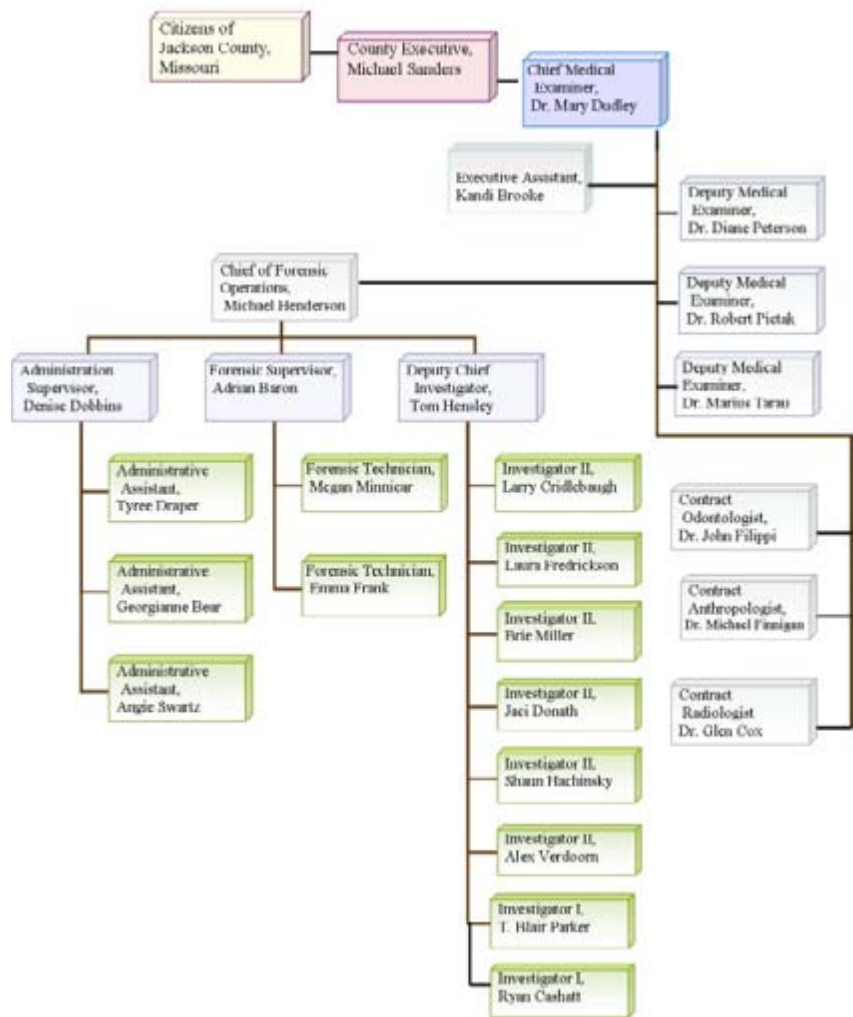 Citizens of
Jackson County,
Missouri
County Executive,
Michael Sanders
Chief Medical
Examiner,
Dr. Mary Dudley
Executive Assistant,
Kandi Brooke
Deputy Medical
Examiner,
Dr. Diane Peterson
Chief of Forensic
Operations,
Michael Henderson
Deputy Medical
Examiner,
Dr. Robert Pietak
Deputy Medical
Examiner,
Dr. Marius Tarau
Administration
Supervisor,
Denise Dobbins
Forensic Supervisor,
Adrian Baron
Deputy Chief
Investigator,
Tom Hensley
Administrative
Assistant,
Tyree Draper
Administrative
Assistant,
Georgianne Bear
Administrative
Assistant,
Angie Swartz
Forensic Technician,
Megan Minnicar
Forensic Technician,
Emma Frank
Investigator II,
Larry Cridlebaugh
Investigator II,
Laura Fredrickson
Investigator II,
Brie Miller
Investigator II,
Jaci Donath
Investigator II,
Shaun Hachinsky
Investigator II,
Alex Verdoorn
Investigator I,
T. Blair Parker
Investigator I,
Ryan Cashatt
Contract
Odontologist,
Dr. John Filippi
Contract
Anthropologist,
Dr. Michael Finnigan
Contract
Radiologist
Dr. Glen Cox